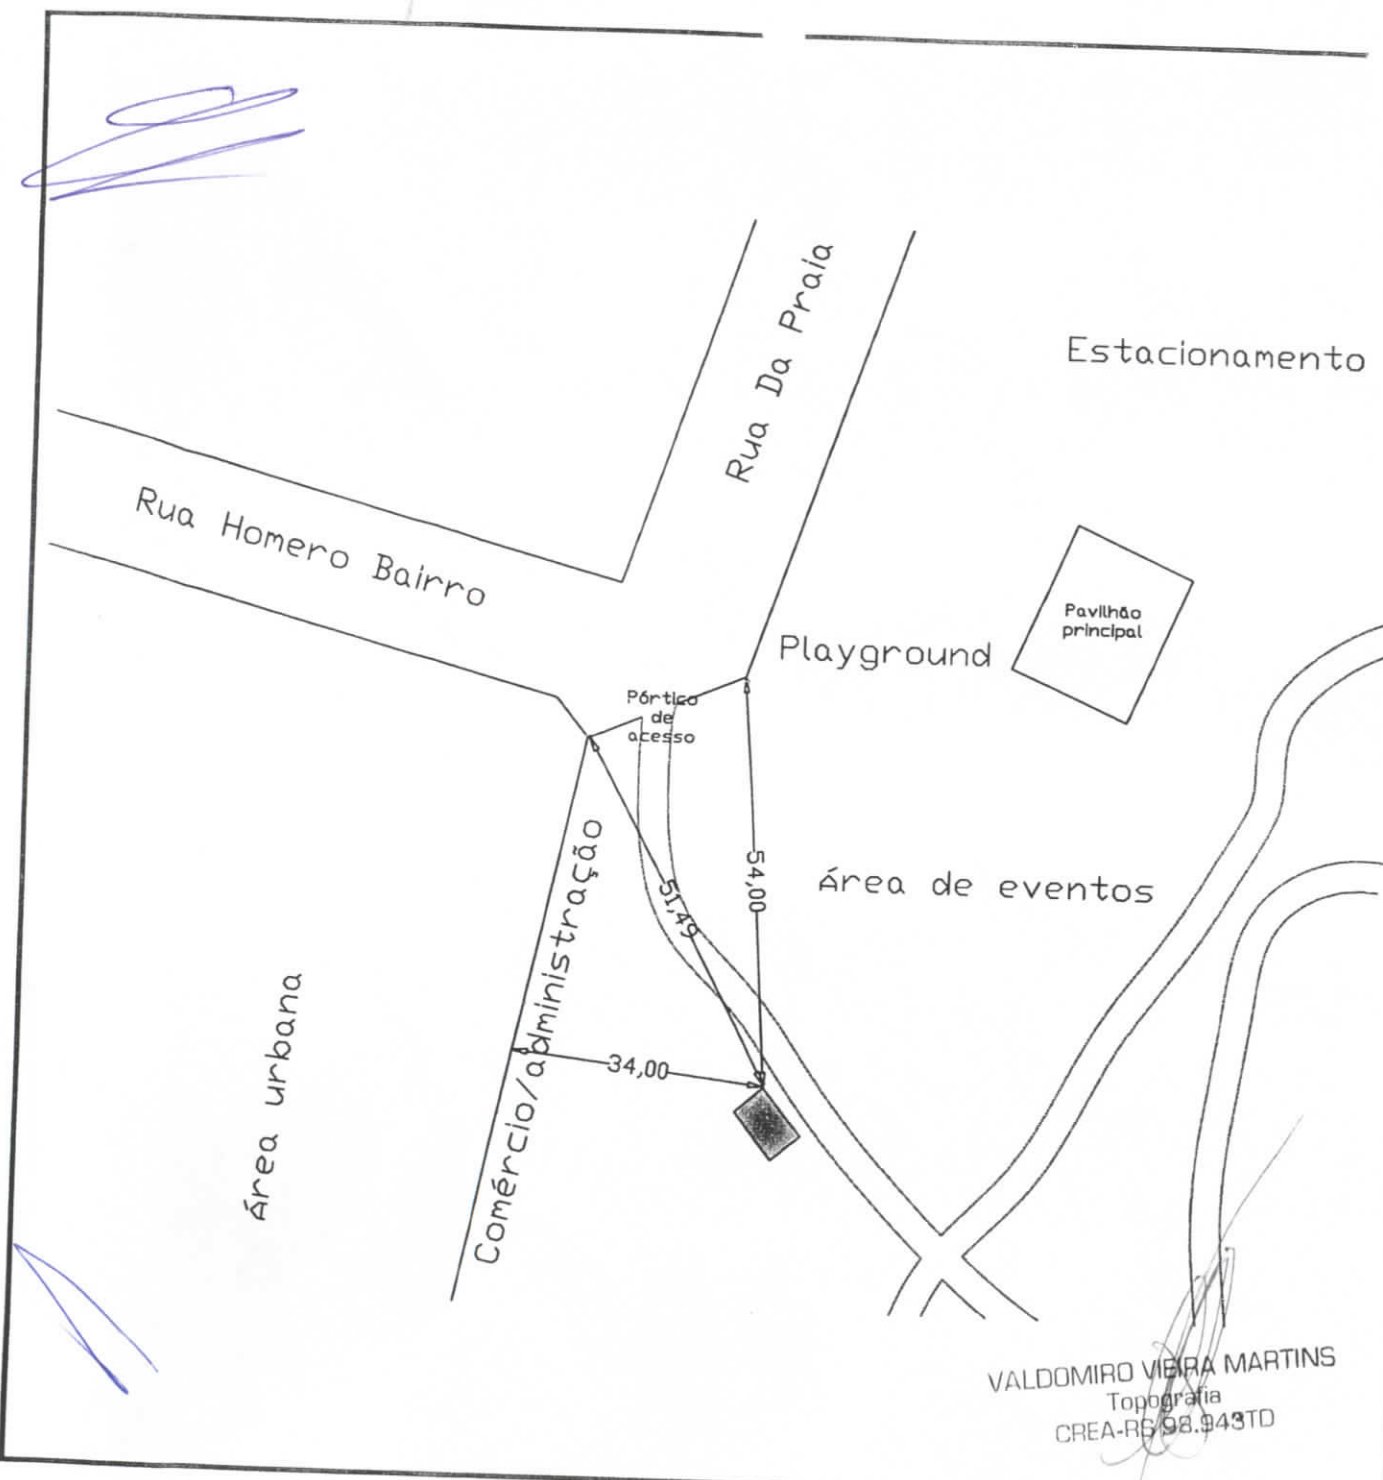 Rua Da Praia
Estacionamento
Rua Homero Bairro
Pavilhão
principal
Playground
Pórtico
de
acesso
54,00
51,49
Área de eventos
Comércio/administração
34,00
Área urbana
VALDOMIRO VIEIRA MARTINS
Topografia
CREA-RS 98.943TD